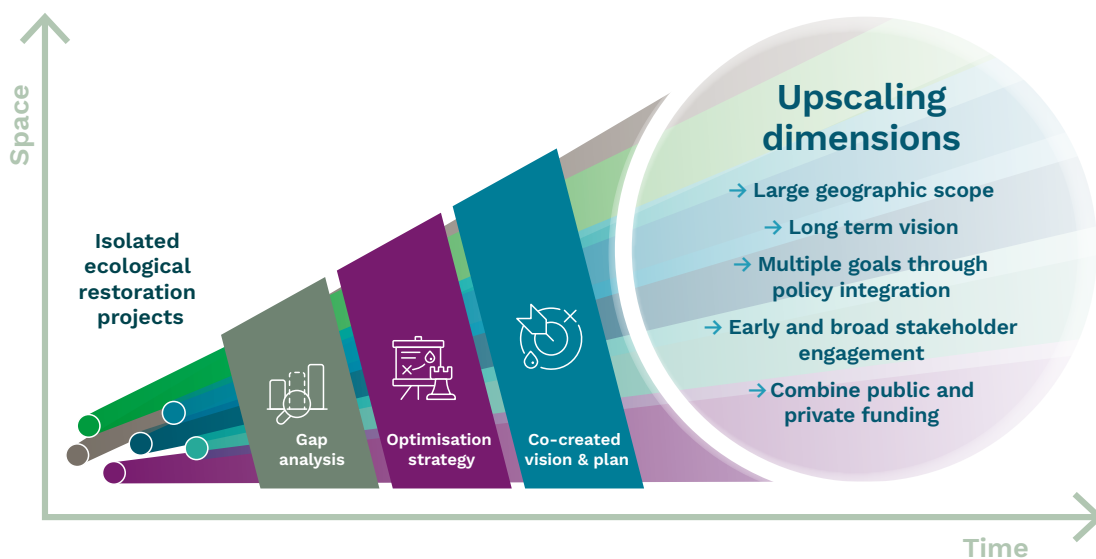 Space
Isolated
ecological
restoration
projects
Gap
analysis
Optimisation
strategy
Co-created
vision & plan
Upscaling
dimensions
→ Large geographic scope
→ Long term vision
→ Multiple goals through
policy integration
→ Early and broad stakeholder
engagement
→ Combine public and
private funding
Time